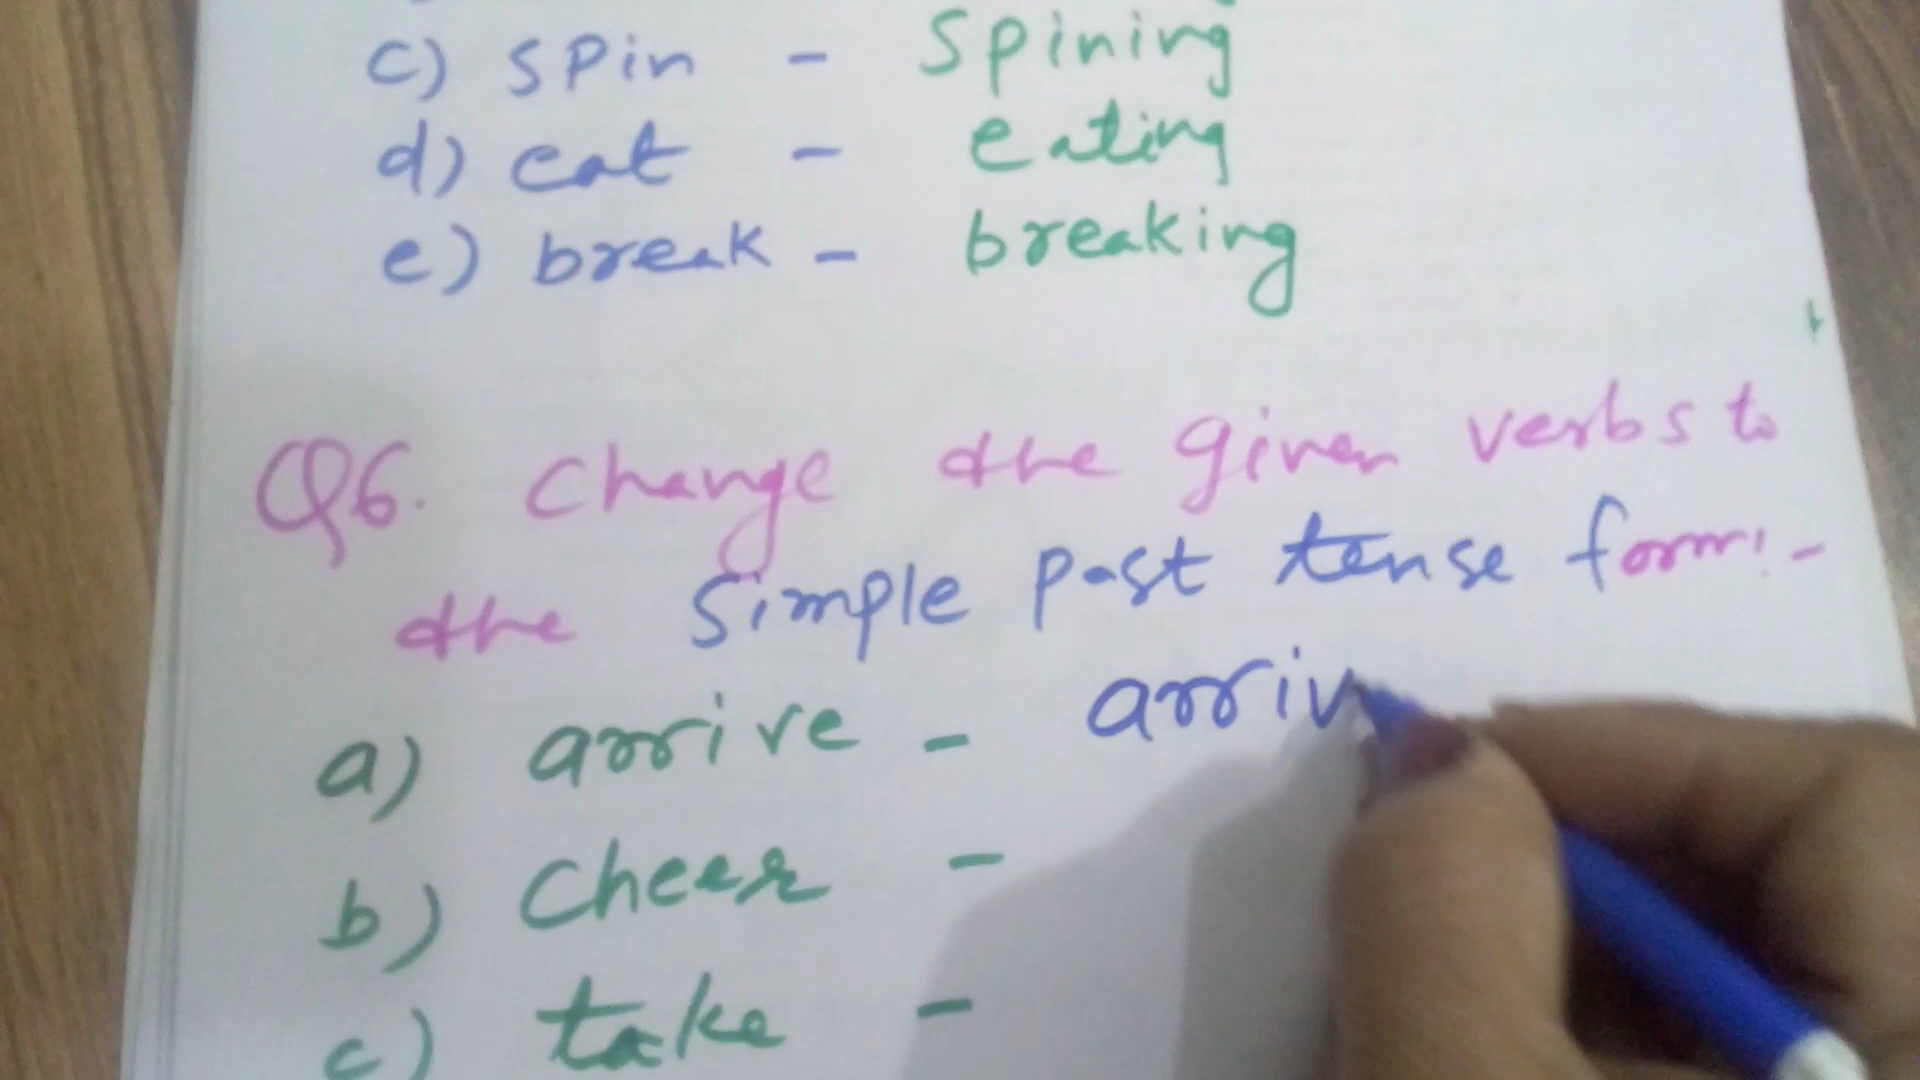 c) spin - Spining
d) eat - eating
e) break - breaking
Q6. Change the given verbs to
the Simple past tense form:-
a) arrive - arriv
b) Cheer -
c) take -